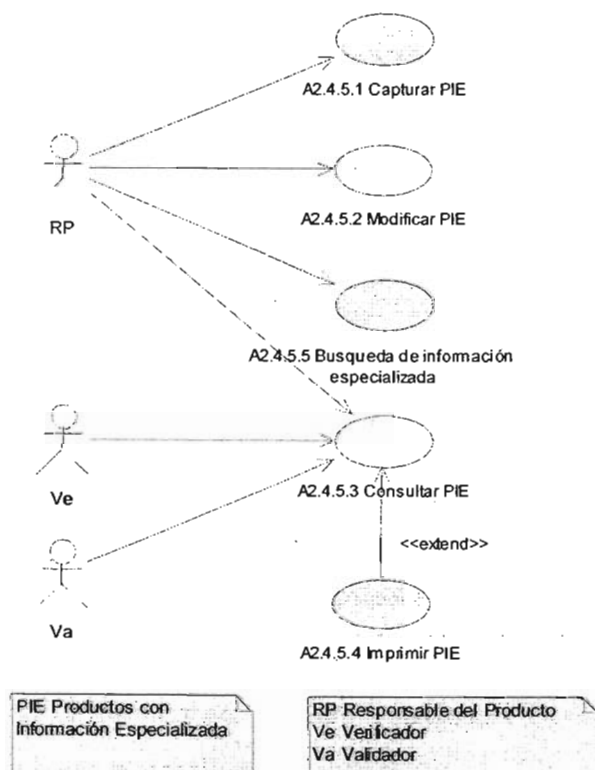 A2.4.5.1 Capturar PIE
RP
A2.4.5.2 Modificar PIE
A2.4.5.5 Busqueda de información
especializada
Ve
A2.4.5.3 Consultar PIE
<<extend>>
Va
A2.4.5.4 Imprimir PIE
PIE Productos con
Información Especializada
RP Responsable del Producto
Ve Verificador
Va Validador